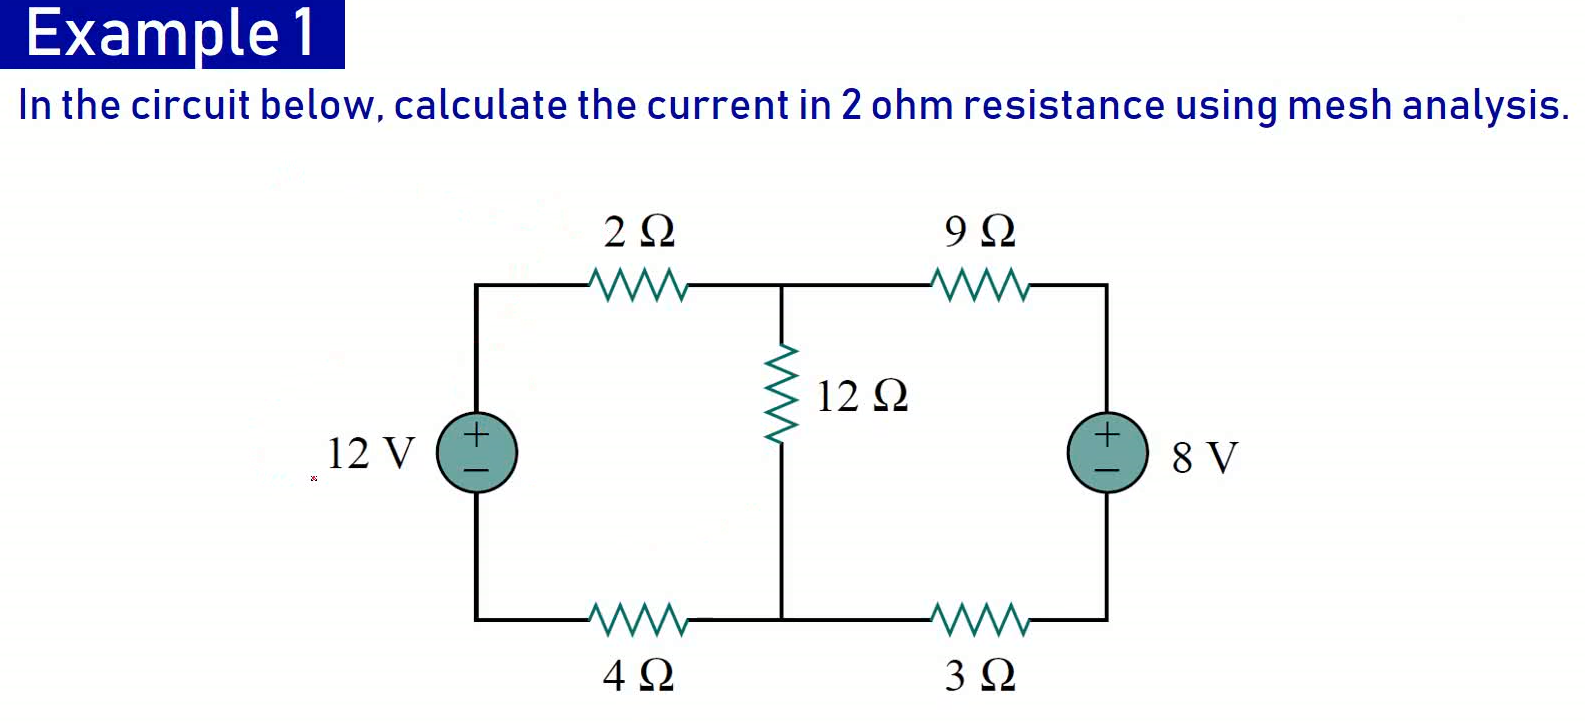 Example 1
In the circuit below, calculate the current in 2 ohm resistance using mesh analysis.
2 Ω
9 Ω
12 Ω
12 V
+
−
+
−
8 V
4 Ω
3 Ω